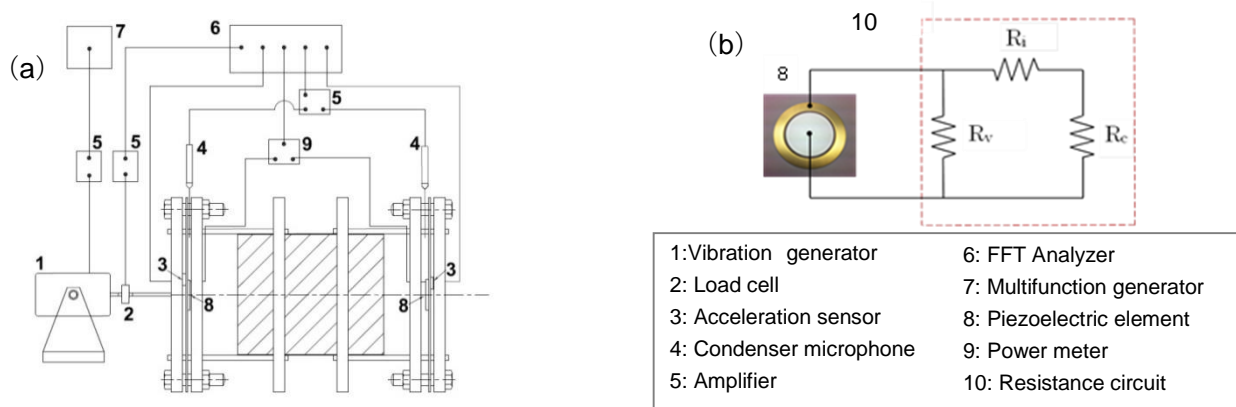 (a)
7
6
5
5
5
4
4
9
1
2
3
8
8
3
(b)
10
8
Ri
Rv
Rc
1:Vibration generator
2: Load cell
3: Acceleration sensor
4: Condenser microphone
5: Amplifier
6: FFT Analyzer
7: Multifunction generator
8: Piezoelectric element
9: Power meter
10: Resistance circuit